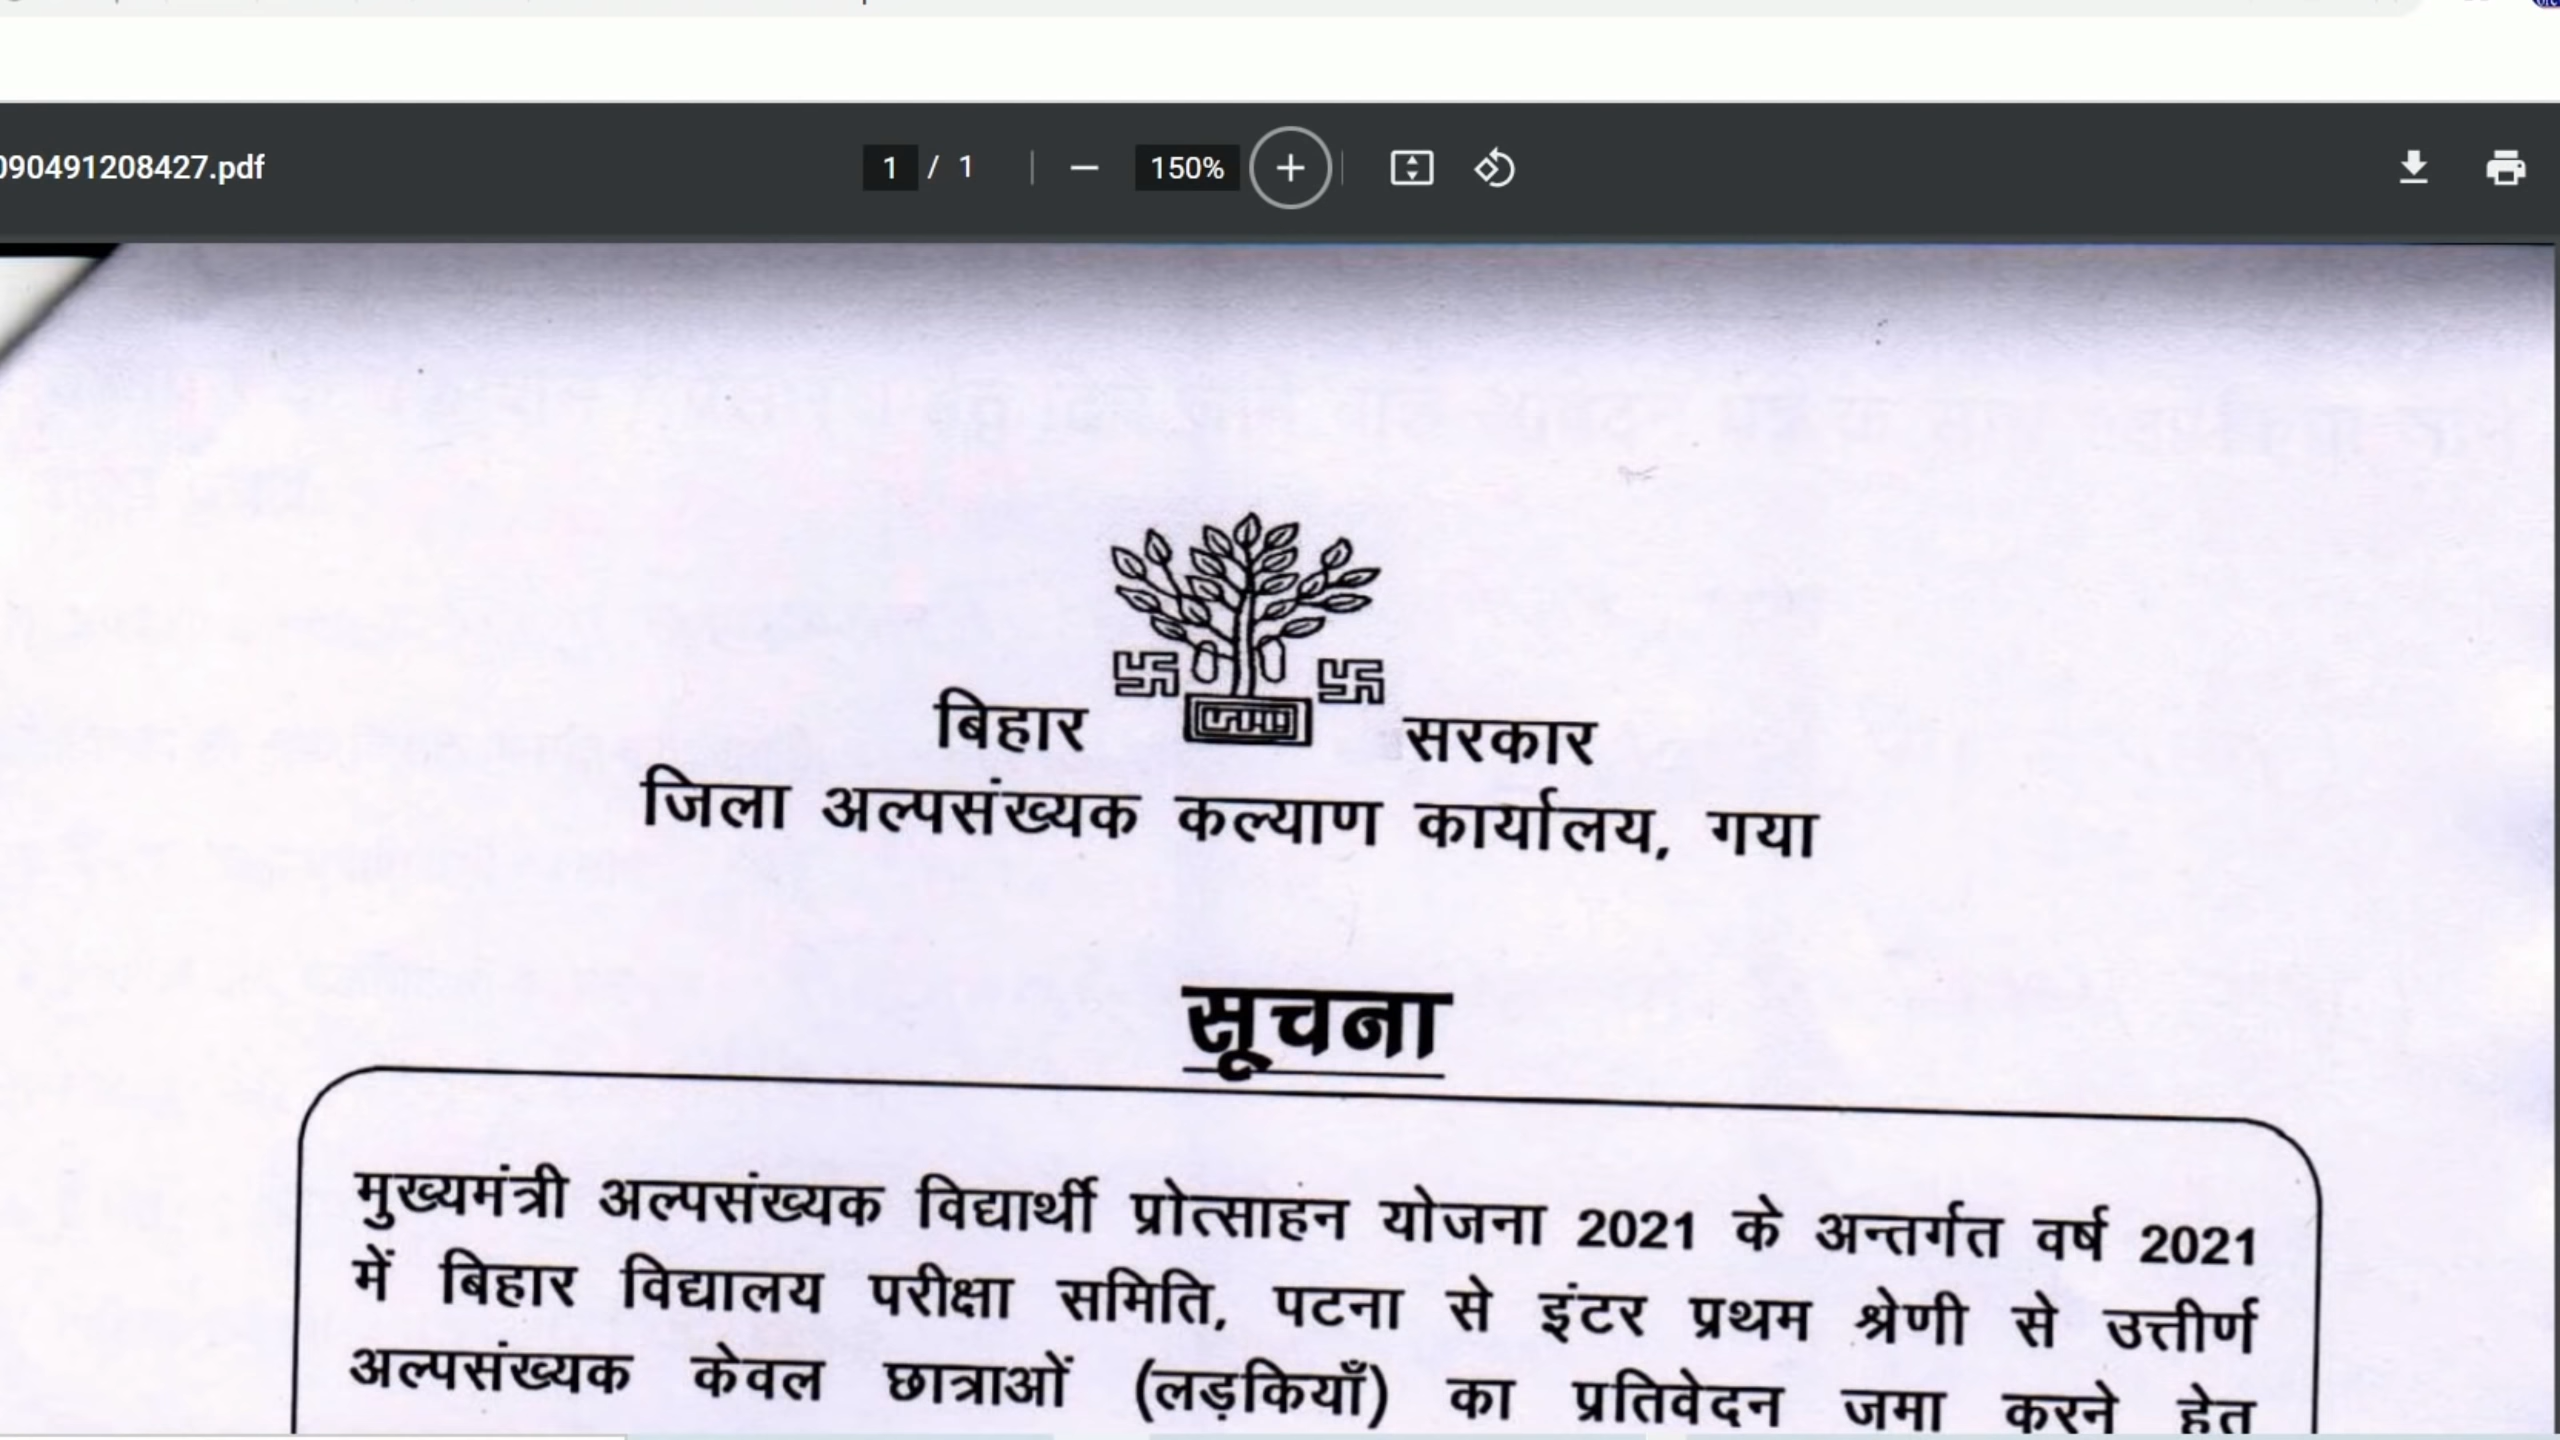 090491208427.pdf
1 / 1
150%
बिहार सरकार
जिला अल्पसंख्यक कल्याण कार्यालय, गया
सूचना
मुख्यमंत्री अल्पसंख्यक विद्यार्थी प्रोत्साहन योजना 2021 के अन्तर्गत वर्ष 2021
में बिहार विद्यालय परीक्षा समिति, पटना से इंटर प्रथम श्रेणी से उत्तीर्ण
अल्पसंख्यक केवल छात्राओं (लड़कियाँ) का प्रतिवेदन जमा करने